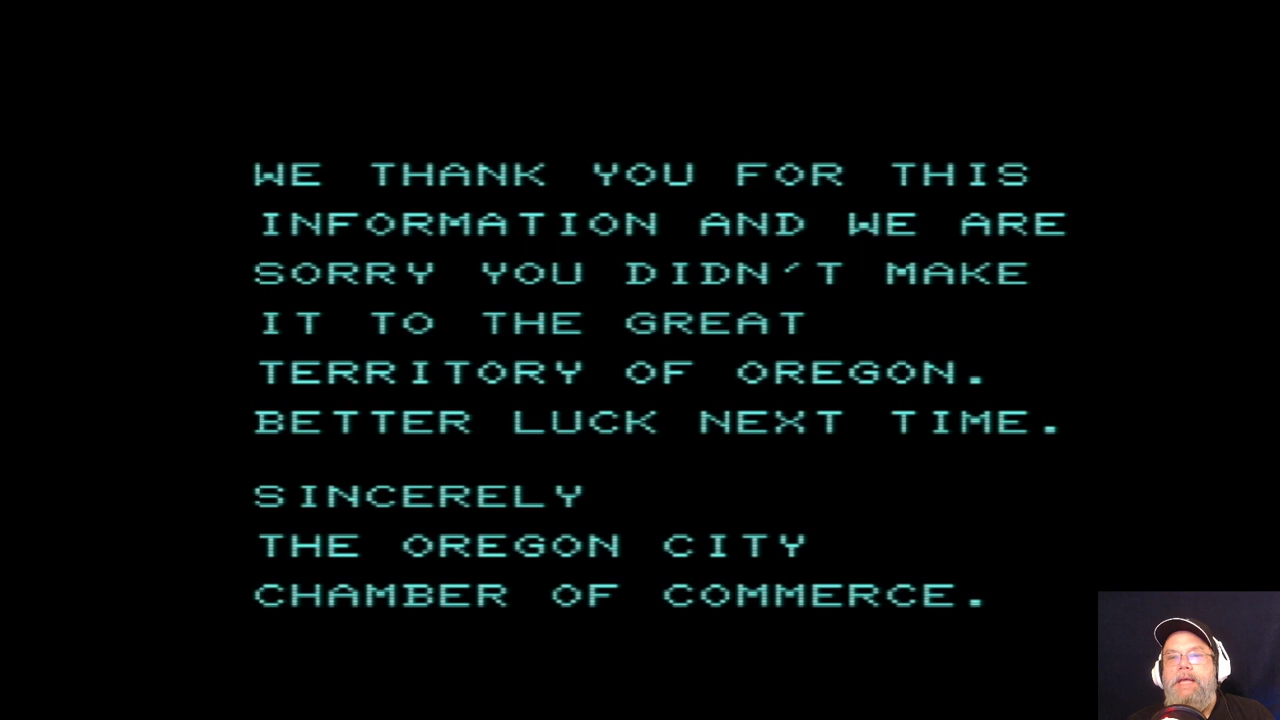 WE THANK YOU FOR THIS
INFORMATION AND WE ARE
SORRY YOU DIDN'T MAKE
IT TO THE GREAT
TERRITORY OF OREGON.
BETTER LUCK NEXT TIME.
SINCERELY
THE OREGON CITY
CHAMBER OF COMMERCE.